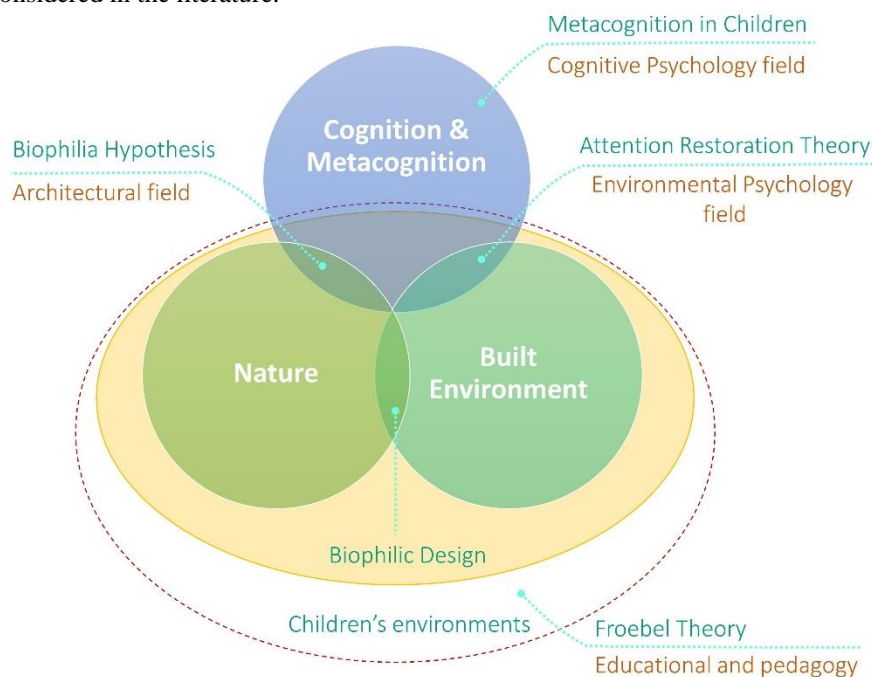 onsidered in the literature.
Metacognition in Children
Cognitive Psychology field
Cognition &
Metacognition
Biophilia Hypothesis
Architectural field
Attention Restoration Theory
Environmental Psychology
field
Nature
Built
Environment
Biophilic Design
Children's environments
Froebel Theory
Educational and pedagogy